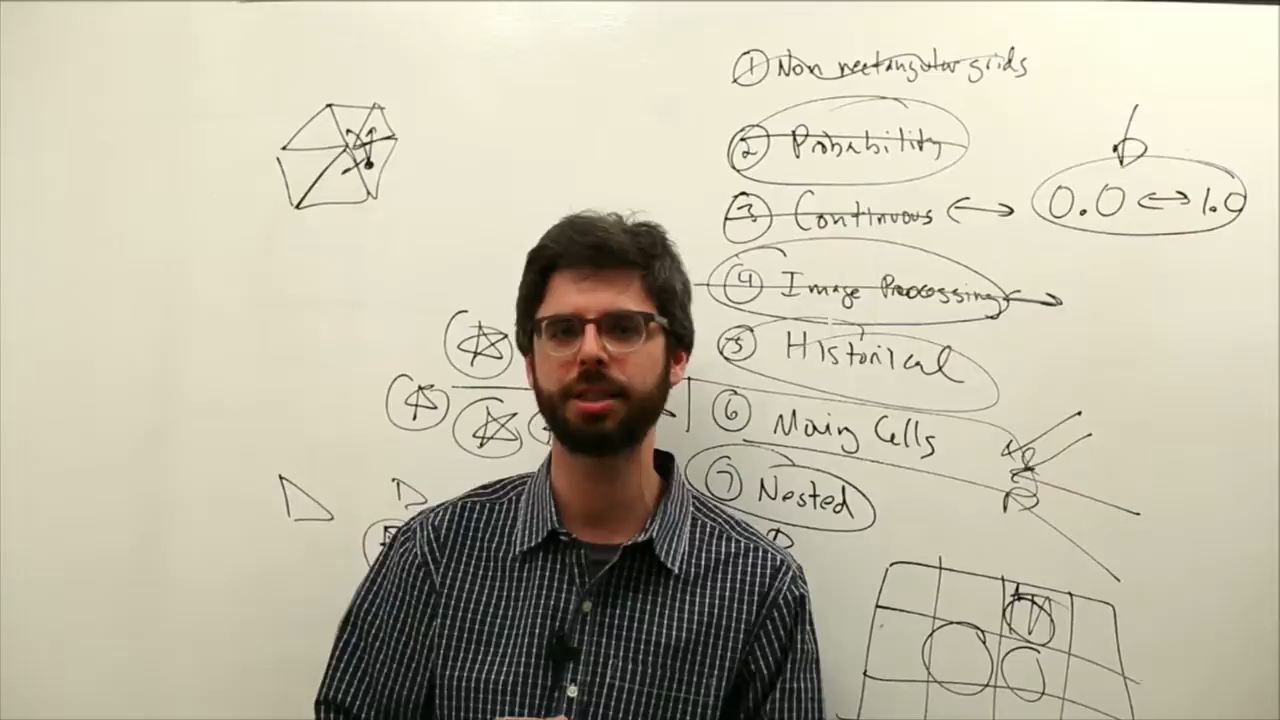 ① Non rectangular grids
② Probability
③ Continuous ↔ 0.0 ↔ 1.0
④ Image Processing →
⑤ Historical
⑥ Moving Cells
⑦ Nested